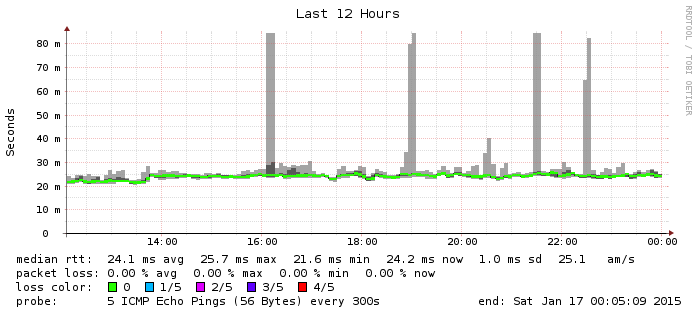 Last 12 Hours
RRDTOOL / TOBI OETIKER
Seconds
80 m
70 m
60 m
50 m
40 m
30 m
20 m
10 m
0
14:00 16:00 18:00 20:00 22:00 00:00
median rtt: 24.1 ms avg 25.7 ms max 21.6 ms min 24.2 ms now 1.0 ms sd 25.1 am/s
packet loss: 0.00 % avg 0.00 % max 0.00 % min 0.00 % now
loss color: 0 1/5 2/5 3/5 4/5
probe: 5 ICMP Echo Pings (56 Bytes) every 300s end: Sat Jan 17 00:05:09 2015